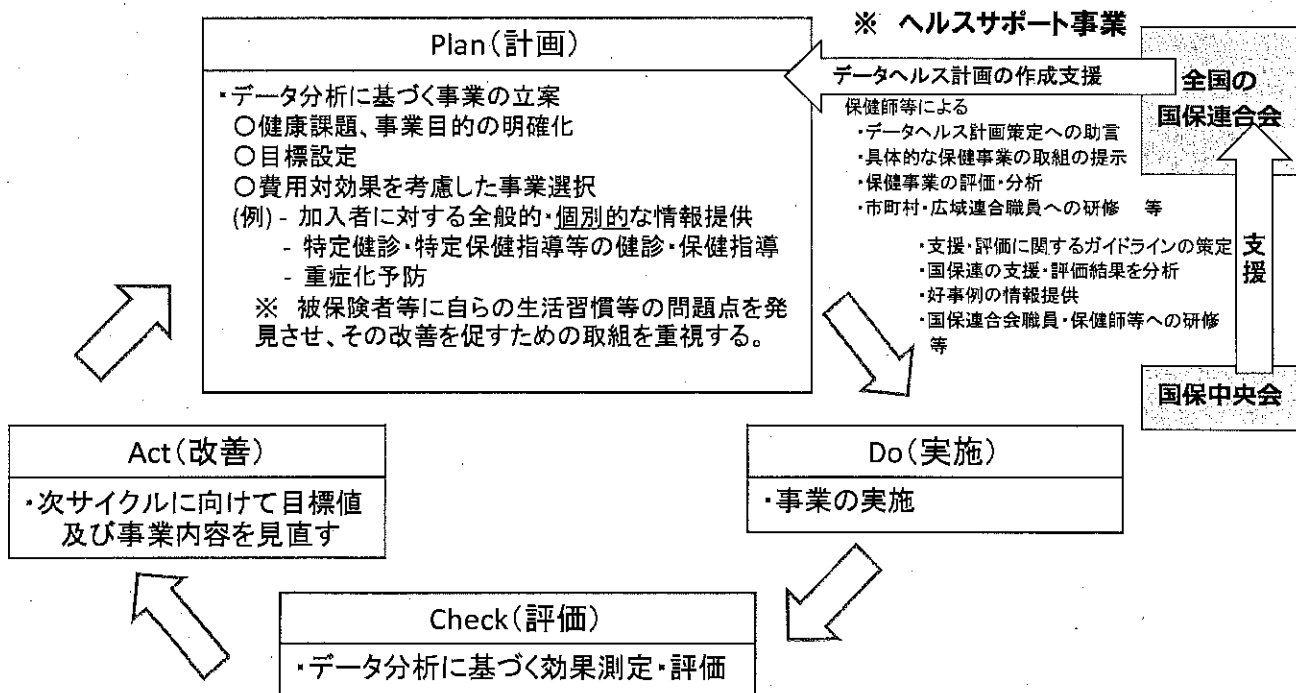 ※ ヘルスサポート事業
Plan(計画)
・データ分析に基づく事業の立案
○健康課題、事業目的の明確化
○目標設定
○費用対効果を考慮した事業選択
(例) - 加入者に対する全般的・個別的な情報提供
- 特定健診・特定保健指導等の健診・保健指導
- 重症化予防
※ 被保険者等に自らの生活習慣等の問題点を発
見させ、その改善を促すための取組を重視する。
データヘルス計画の作成支援
全国の
国保連合会
保健師等による
・データヘルス計画策定への助言
・具体的な保健事業の取組の提示
・保健事業の評価・分析
・市町村・広域連合職員への研修 等
・支援・評価に関するガイドラインの策定
・国保連の支援・評価結果を分析
・好事例の情報提供
・国保連合会職員・保健師等への研修
等
支援
国保中央会
Do(実施)
・事業の実施
Check(評価)
・データ分析に基づく効果測定・評価
Act(改善)
・次サイクルに向けて目標値
及び事業内容を見直す